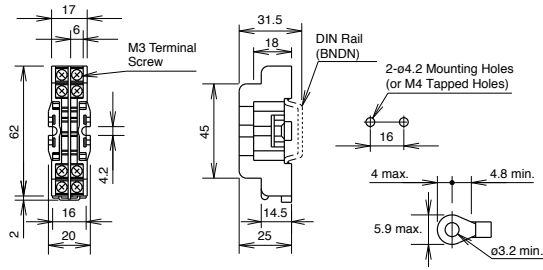 17
6
M3 Terminal
Screw
62
4.2
2
16
20
31.5
18
DIN Rail
(BNDN)
45
14.5
25
2-ø4.2 Mounting Holes
(or M4 Tapped Holes)
16
4 max.
4.8 min.
5.9 max.
ø3.2 min.